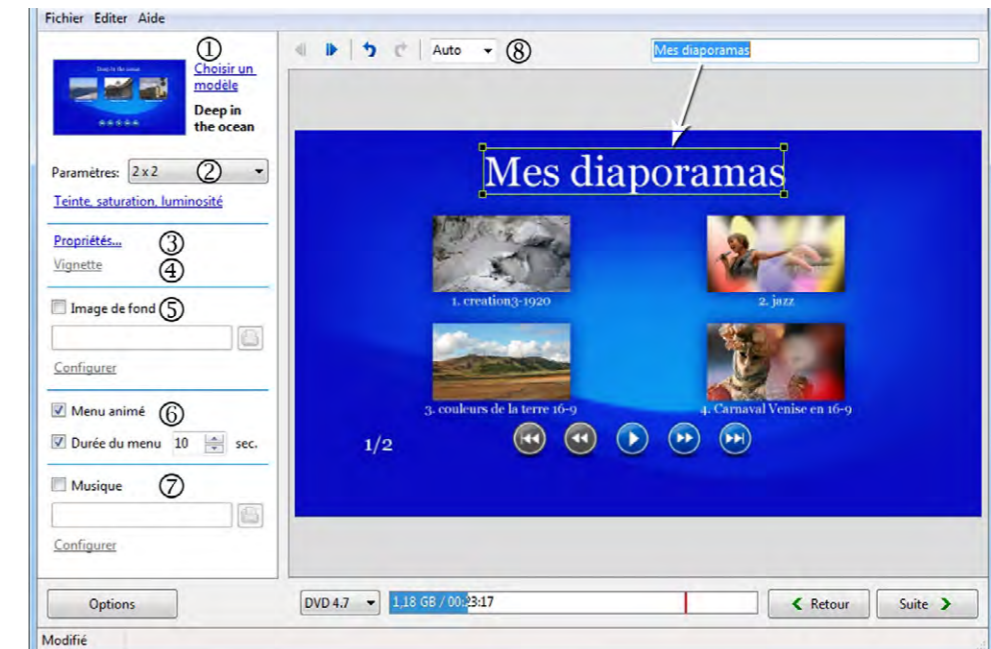 Fichier Editer Aide
①
Choisir un
modèle
Deep in the ocean
Deep in
the ocean
Paramètres: 2 x 2 ②
Teinte, saturation, luminosité
Propriétés... ③
Vignette ④
Image de fond ⑤
Configurer
Menu animé ⑥
Durée du menu 10 sec.
Musique ⑦
Configurer
Options
Modifié
Auto ⑧ Mes diaporamas
Mes diaporamas
1. creation3-1920 2. jazz
3. couleurs de la terre 16-9 4. Carnaval Venise en 16-9
1/2
DVD 4.7 1,18 GB / 00:23:17 Retour Suite